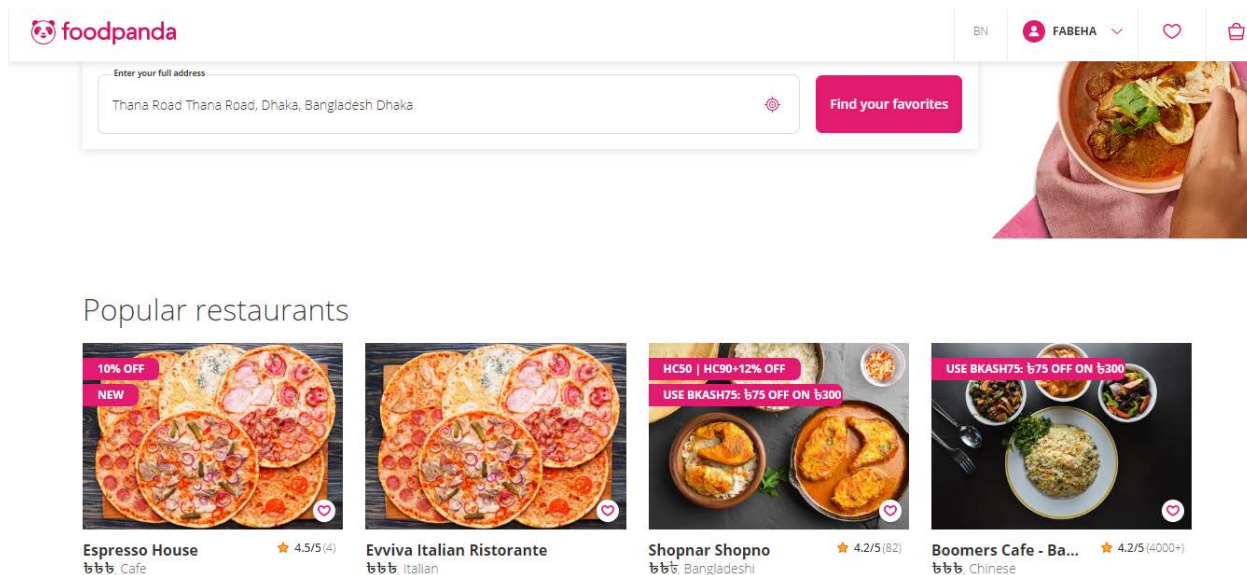 foodpanda
BN
FABEHA
Enter your full address
Thana Road Thana Road, Dhaka, Bangladesh Dhaka
Find your favorites
Popular restaurants
10% OFF
NEW
HC50 | HC90+12% OFF
USE BKASH75: ৳75 OFF ON ৳300
USE BKASH75: ৳75 OFF ON ৳300
Espresso House 4.5/5 (4)
৳৳৳, Cafe
Evviva Italian Ristorante
৳৳৳, Italian
Shopnar Shopno 4.2/5 (82)
৳৳৳, Bangladeshi
Boomers Cafe - Ba... 4.2/5 (4000+)
৳৳৳, Chinese